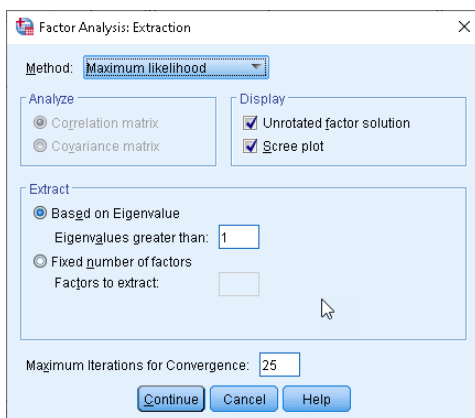 Factor Analysis: Extraction
Method: Maximum likelihood
Analyze
Correlation matrix
Covariance matrix
Display
Unrotated factor solution
Scree plot
Extract
Based on Eigenvalue
Eigenvalues greater than: 1
Fixed number of factors
Factors to extract:
Maximum Iterations for Convergence: 25
Continue Cancel Help